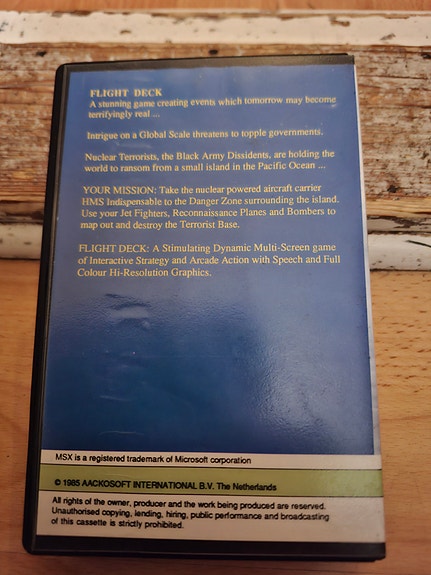 FLIGHT DECK
A stunning game creating events which tomorrow may become
terrifyingly real ...
Intrigue on a Global Scale threatens to topple governments.
Nuclear Terrorists, the Black Army Dissidents, are holding the
world to ransom from a small island in the Pacific Ocean ...
YOUR MISSION: Take the nuclear powered aircraft carrier
HMS Indispensable to the Danger Zone surrounding the island.
Use your Jet Fighters, Reconnaissance Planes and Bombers to
map out and destroy the Terrorist Base.
FLIGHT DECK: A Stimulating Dynamic Multi-Screen game
of Interactive Strategy and Arcade Action with Speech and Full
Colour Hi-Resolution Graphics.
MSX is a registered trademark of Microsoft corporation
© 1985 AACKOSOFT INTERNATIONAL B.V. The Netherlands
All rights of the owner, producer and the work being produced are reserved.
Unauthorised copying, lending, hiring, public performance and broadcasting
of this cassette is strictly prohibited.